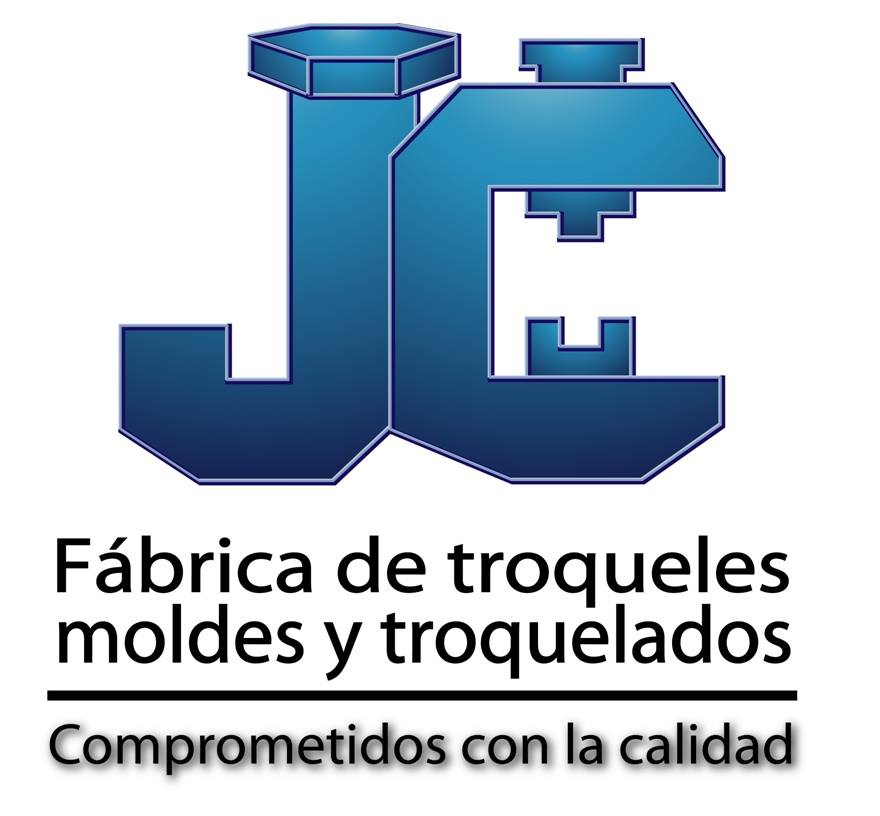 JC
Fábrica de troqueles
moldes y troquelados
Comprometidos con la calidad